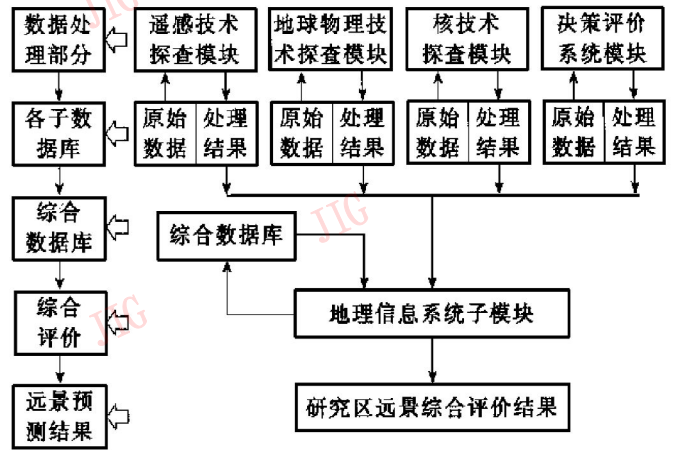 数据处
理部分
遥感技术
探查模块
地球物理技
术探查模块
核技术
探查模块
决策评价
系统模块
各子数
据库
原始
数据
处理
结果
原始
数据
处理
结果
原始
数据
处理
结果
原始
数据
处理
结果
综合
数据库
综合数据库
综合
评价
地理信息系统子模块
远景预
测结果
研究区远景综合评价结果
JIG
JIG
JIG